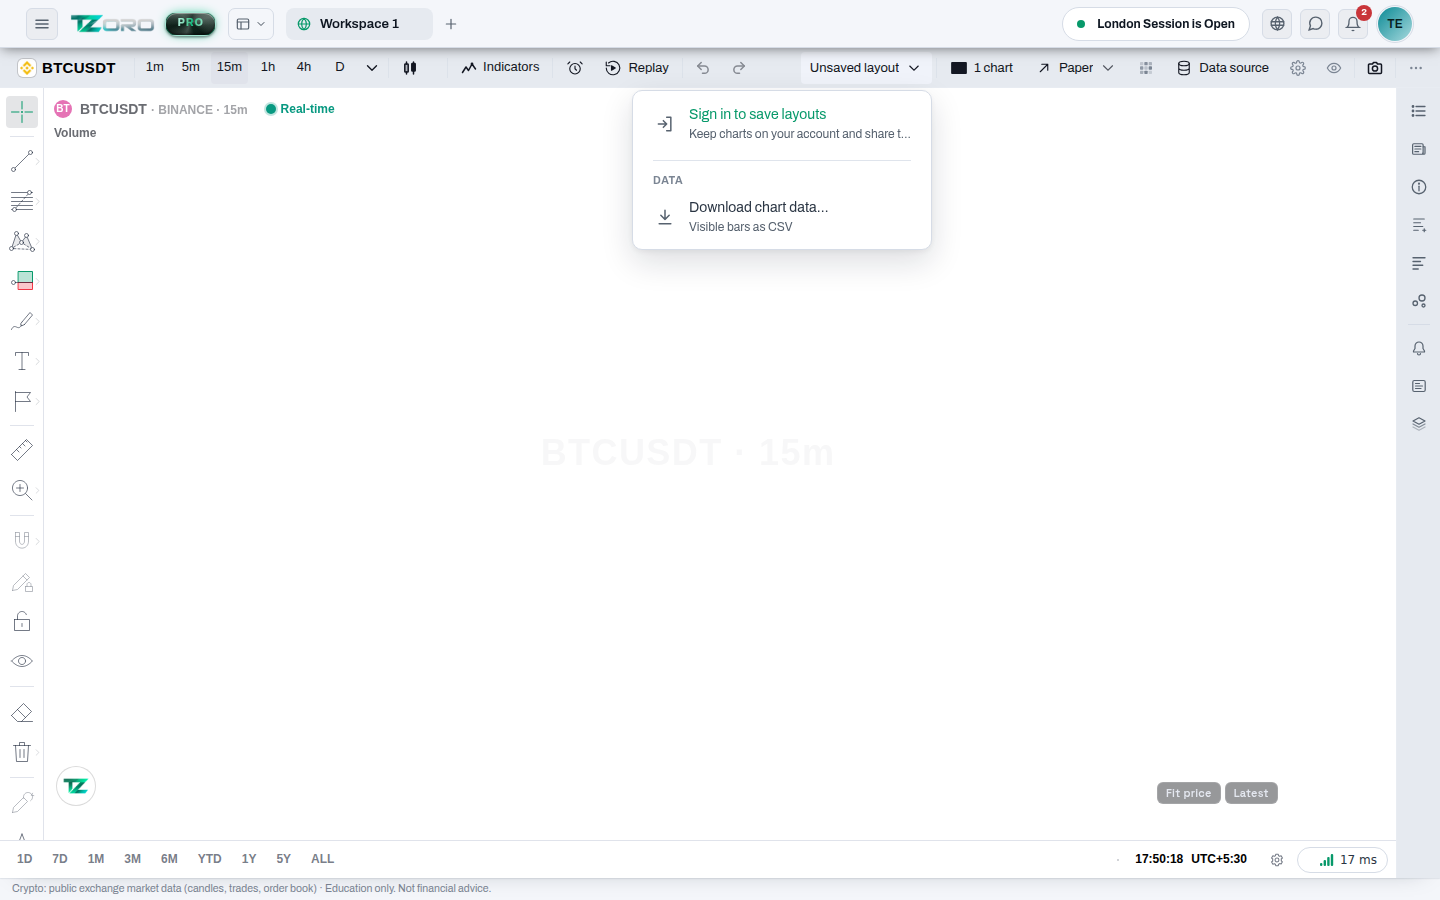 TZORO PRO Workspace 1 London Session is Open 2 TE
BTCUSDT 1m 5m 15m 1h 4h D Indicators Replay Unsaved layout 1 chart Paper Data source
BT BTCUSDT · BINANCE · 15m Real-time
Volume
Sign in to save layouts
Keep charts on your account and share t...
DATA
Download chart data...
Visible bars as CSV
BTCUSDT · 15m
TZ
Fit price Latest
1D 7D 1M 3M 6M YTD 1Y 5Y ALL 17:50:18 UTC+5:30 17 ms
Crypto: public exchange market data (candles, trades, order book) · Education only. Not financial advice.